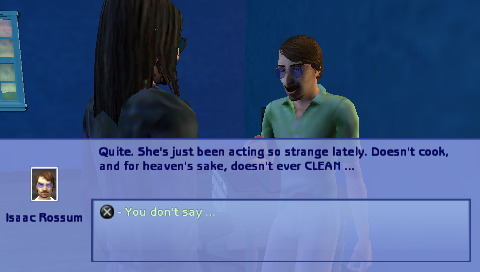 Quite. She's just been acting so strange lately. Doesn't cook,
and for heaven's sake, doesn't ever CLEAN ...
Isaac Rossum
- You don't say ...